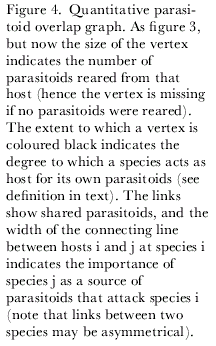 Figure 4. Quantitative parasi-
toid overlap graph. As figure 3,
but now the size of the vertex
indicates the number of
parasitoids reared from that
host (hence the vertex is missing
if no parasitoids were reared).
The extent to which a vertex is
coloured black indicates the
degree to which a species acts as
host for its own parasitoids (see
definition in text). The links
show shared parasitoids, and the
width of the connecting line
between hosts i and j at species i
indicates the importance of
species j as a source of
parasitoids that attack species i
(note that links between two
species may be asymmetrical).